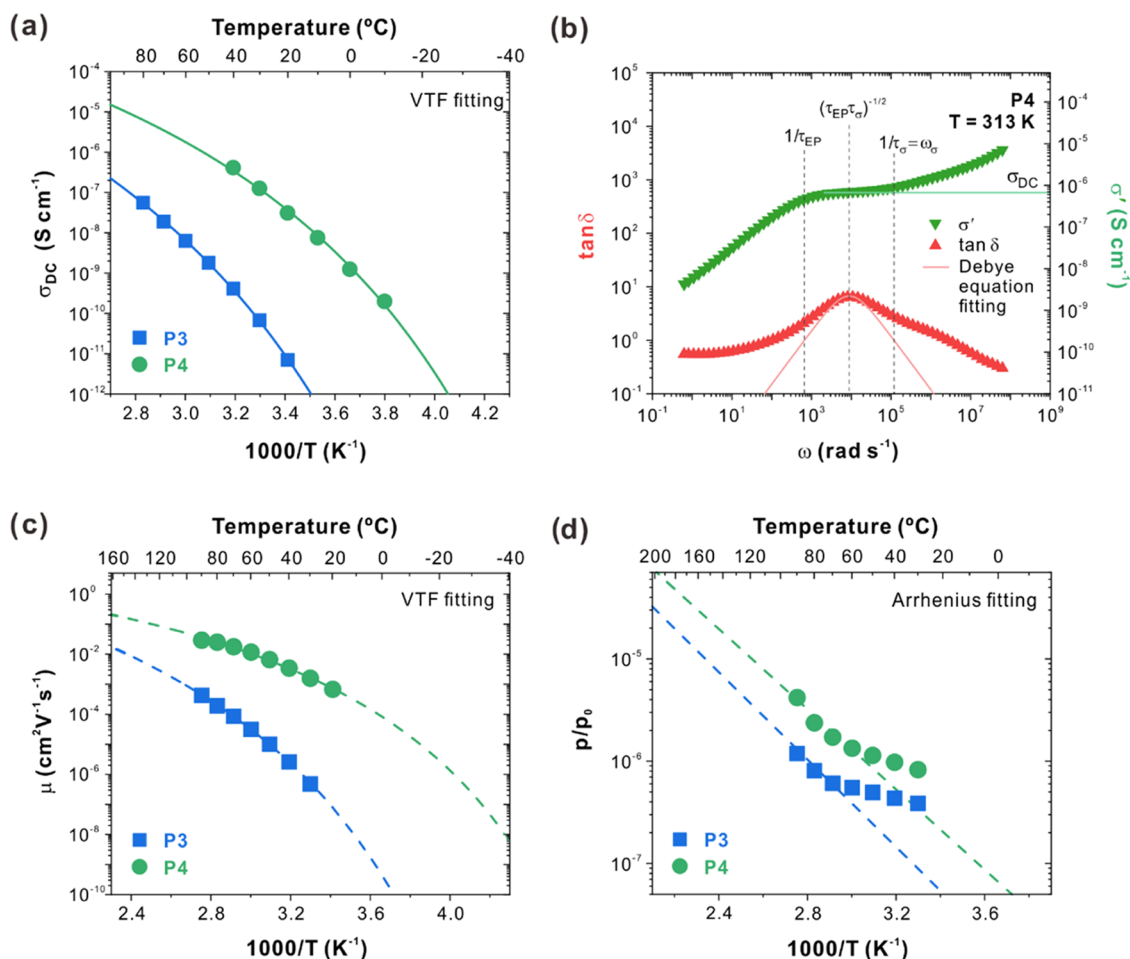 (a)
Temperature (ºC)
80 60 40 20 0 -20 -40
VTF fitting
10⁻⁴
10⁻⁵
10⁻⁶
10⁻⁷
10⁻⁸
10⁻⁹
10⁻¹⁰
10⁻¹¹
10⁻¹²
σDC (S cm⁻¹)
P3
P4
2.8 3.0 3.2 3.4 3.6 3.8 4.0 4.2
1000/T (K⁻¹)
(b)
P4
T = 313 K
(τEPτσ)⁻¹/²
1/τEP
1/τσ=ωσ
σDC
σ′
tan δ
Debye
equation
fitting
10⁵
10⁴
10³
10²
10¹
10⁰
10⁻¹
tanδ
10⁻⁴
10⁻⁵
10⁻⁶
10⁻⁷
10⁻⁸
10⁻⁹
10⁻¹⁰
10⁻¹¹
σ′ (S cm⁻¹)
10⁻¹ 10¹ 10³ 10⁵ 10⁷ 10⁹
ω (rad s⁻¹)
(c)
Temperature (ºC)
160 120 100 80 60 40 20 0 -20 -40
VTF fitting
10⁰
10⁻²
10⁻⁴
10⁻⁶
10⁻⁸
10⁻¹⁰
μ (cm²V⁻¹s⁻¹)
P3
P4
2.4 2.8 3.2 3.6 4.0
1000/T (K⁻¹)
(d)
Temperature (ºC)
200 160 120 100 80 60 40 20 0
Arrhenius fitting
10⁻⁵
10⁻⁶
10⁻⁷
p/p₀
P3
P4
2.4 2.8 3.2 3.6
1000/T (K⁻¹)